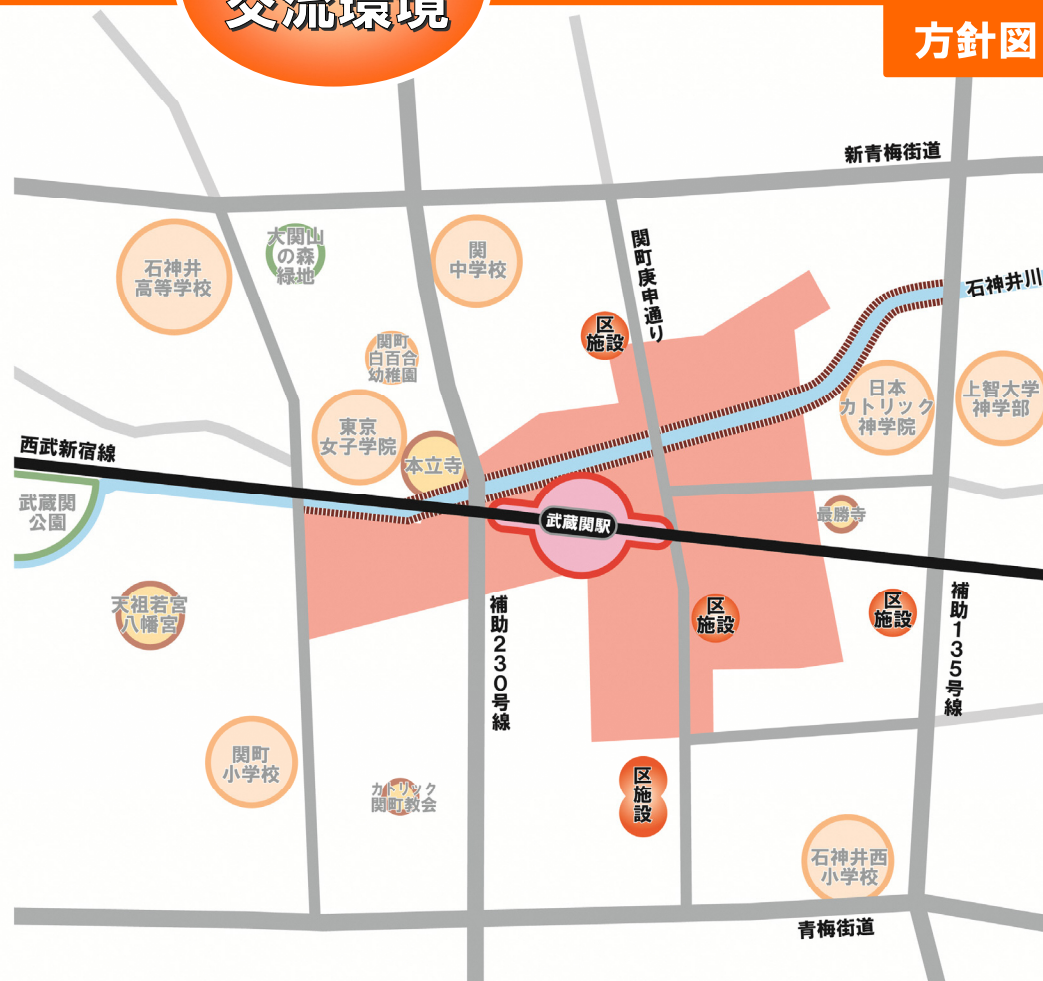 交流環境
方針図
新青梅街道
大関山
の森
緑地
石神井
高等学校
関
中学校
関町庚申通り
石神井川
区
施設
関町
白百合
幼稚園
日本
カトリック
神学院
上智大学
神学部
東京
女子学院
西武新宿線
本立寺
武蔵関
公園
武蔵関駅
最勝寺
天祖若宮
八幡宮
補助230号線
区
施設
区
施設
補助135号線
関町
小学校
カトリック
関町教会
区
施
設
石神井西
小学校
青梅街道